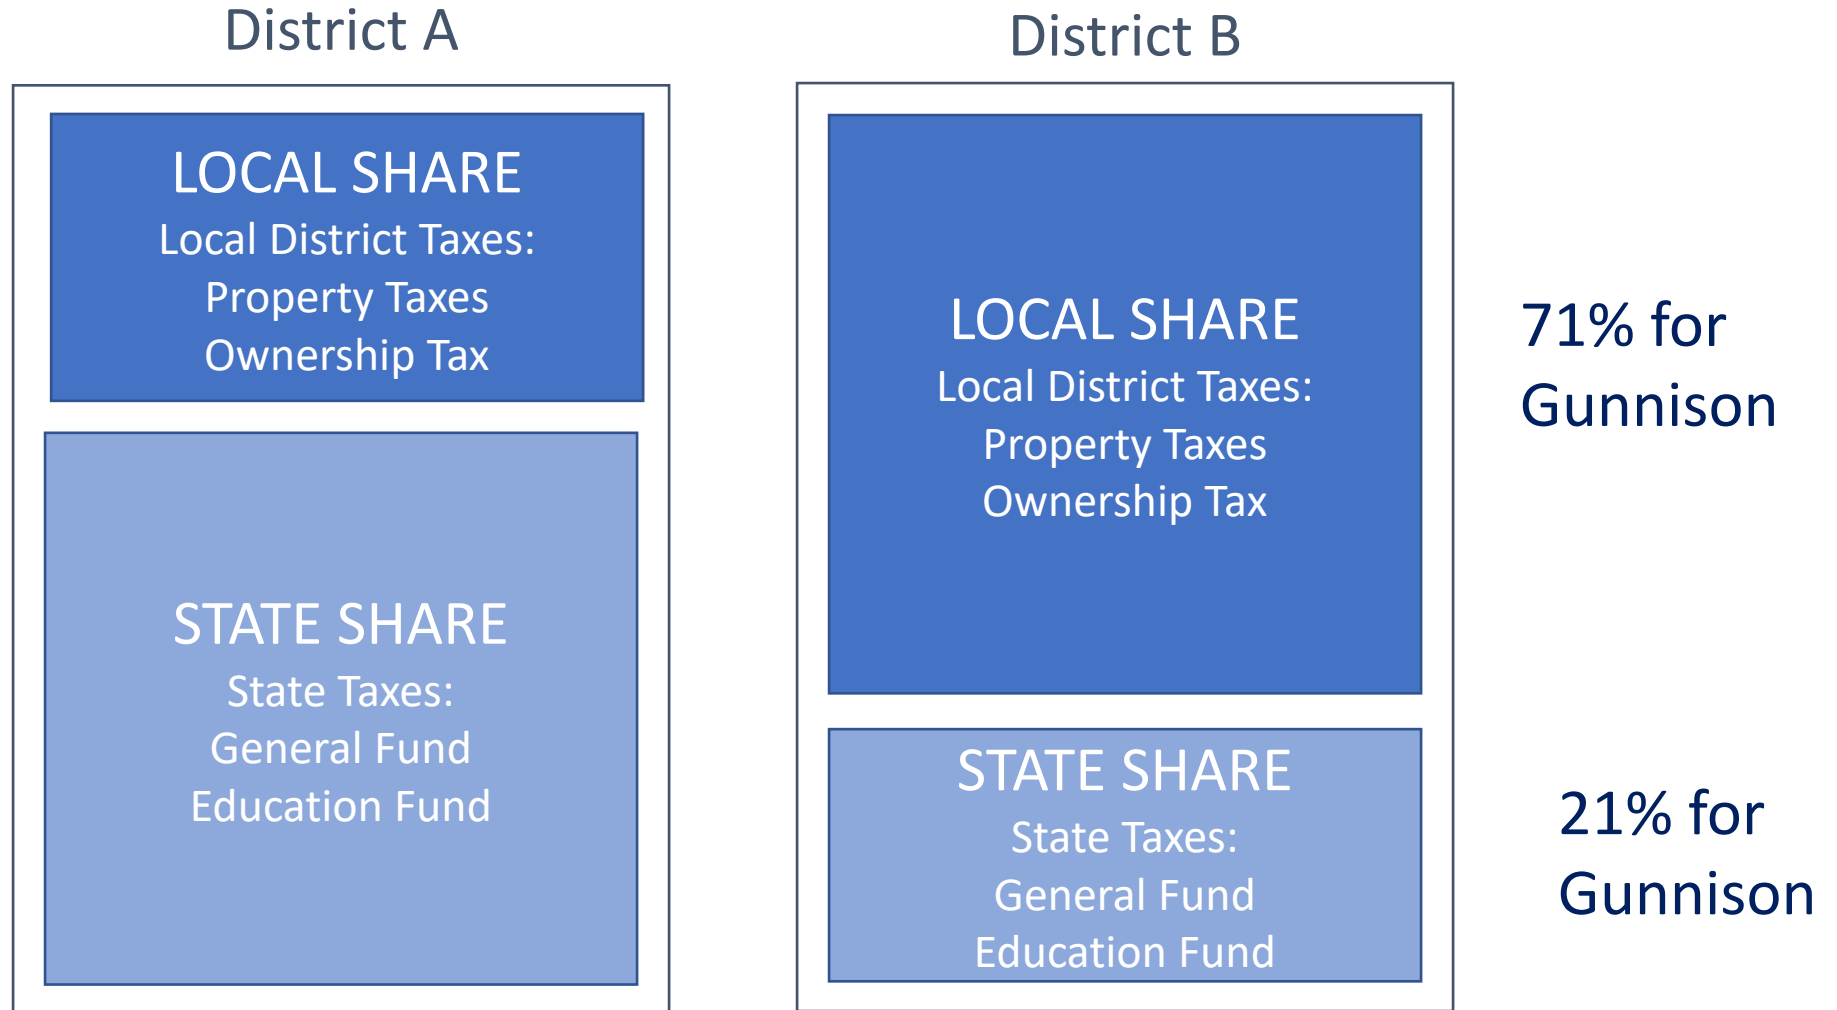 District A
LOCAL SHARE
Local District Taxes:
Property Taxes
Ownership Tax
STATE SHARE
State Taxes:
General Fund
Education Fund
District B
LOCAL SHARE
Local District Taxes:
Property Taxes
Ownership Tax
STATE SHARE
State Taxes:
General Fund
Education Fund
71% for
Gunnison
21% for
Gunnison